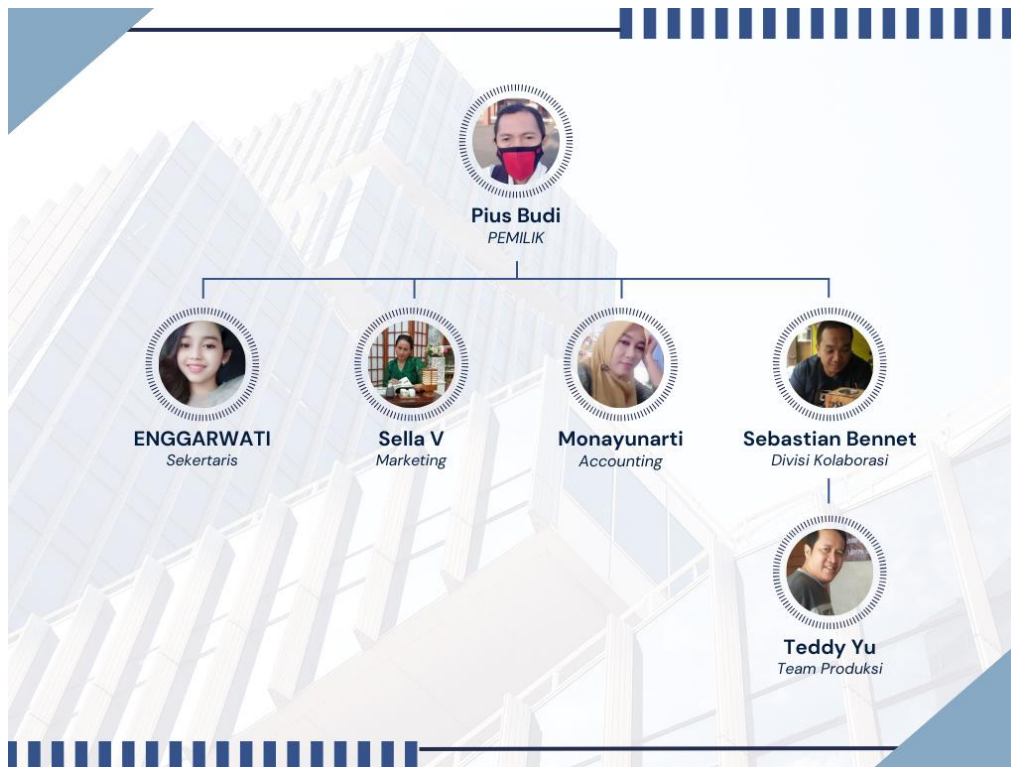 Pius Budi
PEMILIK
ENGGARWATI
Sekertaris
Sella V
Marketing
Monayunarti
Accounting
Sebastian Bennet
Divisi Kolaborasi
Teddy Yu
Team Produksi